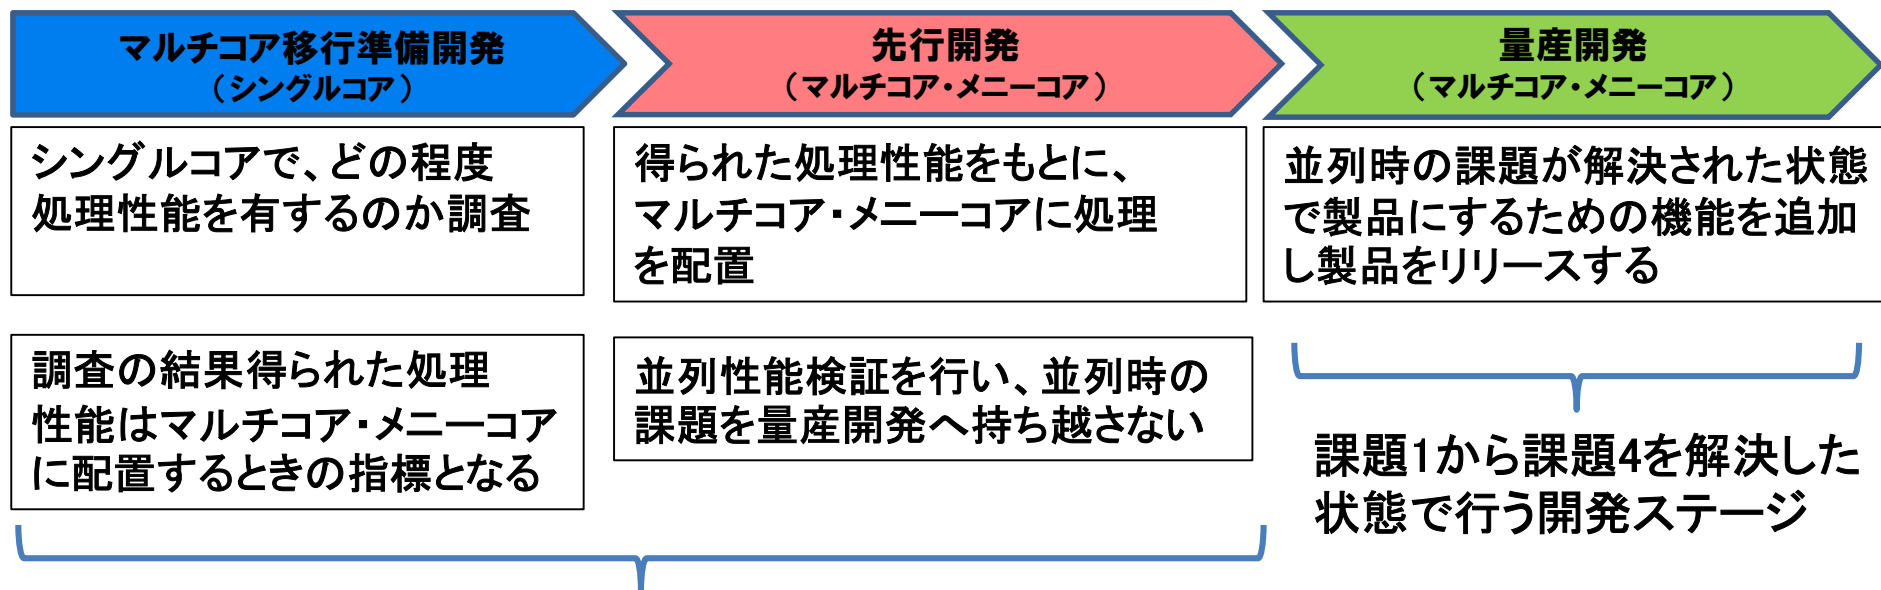 マルチコア移行準備開発
（シングルコア）
先行開発
（マルチコア・メニーコア）
量産開発
（マルチコア・メニーコア）
シングルコアで、どの程度
処理性能を有するのか調査
得られた処理性能をもとに、
マルチコア・メニーコアに処理
を配置
並列時の課題が解決された状態
で製品にするための機能を追加
し製品をリリースする
調査の結果得られた処理
性能はマルチコア・メニーコア
に配置するときの指標となる
並列性能検証を行い、並列時の
課題を量産開発へ持ち越さない
課題1から課題4を解決した
状態で行う開発ステージ